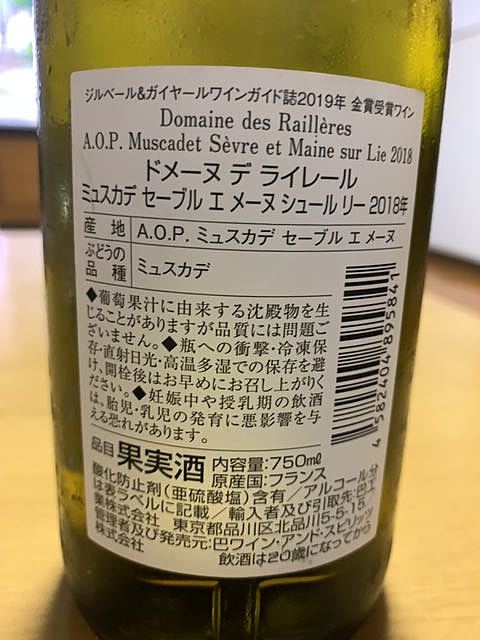 ジルベール&ガイヤールワインガイド誌2019年 金賞受賞ワイン
Domaine des Raillères
A.O.P. Muscadet Sèvre et Maine sur Lie 2018
ドメーヌ デ ライレール
ミュスカデ セーブル エ メーヌ シュール リー 2018年
産地 A.O.P. ミュスカデ セーブル エ メーヌ
ぶどうの
品種 ミュスカデ
◆葡萄果汁に由来する沈殿物を生
じることがありますが品質には問題ご
ざいません。◆瓶への衝撃・冷凍保
存・直射日光・高温多湿での保存を避
け、開栓後はお早めにお召し上がりく
ださい。◆妊娠中や授乳期の飲酒
は、胎児・乳児の発育に悪影響を与
える恐れがあります。
4 582404 895841
品目 果実酒 内容量:750mℓ
原産国:フランス
酸化防止剤(亜硫酸塩)含有/アルコール分
は表ラベルに記載/輸入者及び引取先:巴工
業株式会社 東京都品川区北品川5-5-15
管理者及び発売元:巴ワイン・アンド・スピリッツ
株式会社
飲酒は20歳になってから